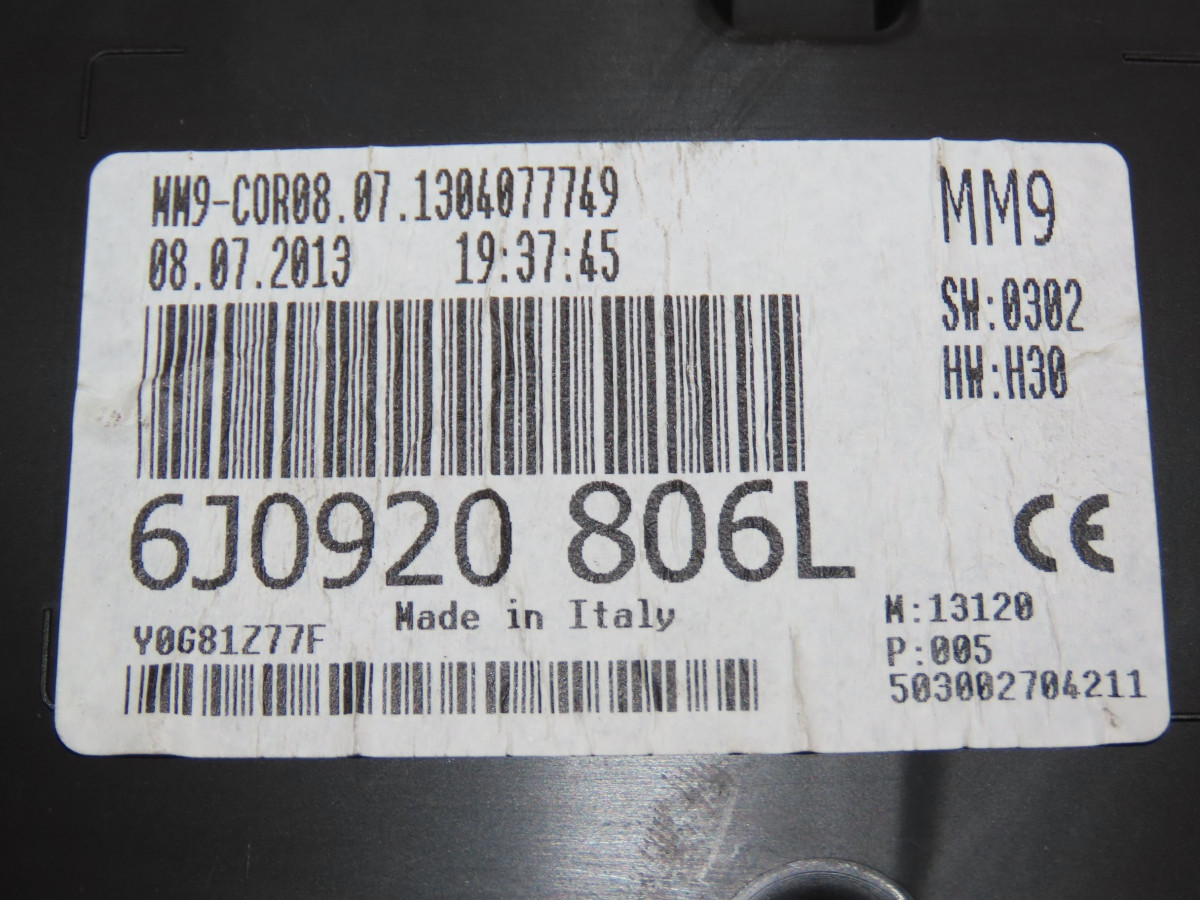 MM9-COR08.07.1304077749
08.07.2013 19:37:45
MM9
SW:0302
HW:H30
6J0920 806L
CE
Made in Italy
Y0G81Z77F
M:13120
P:005
503002704211